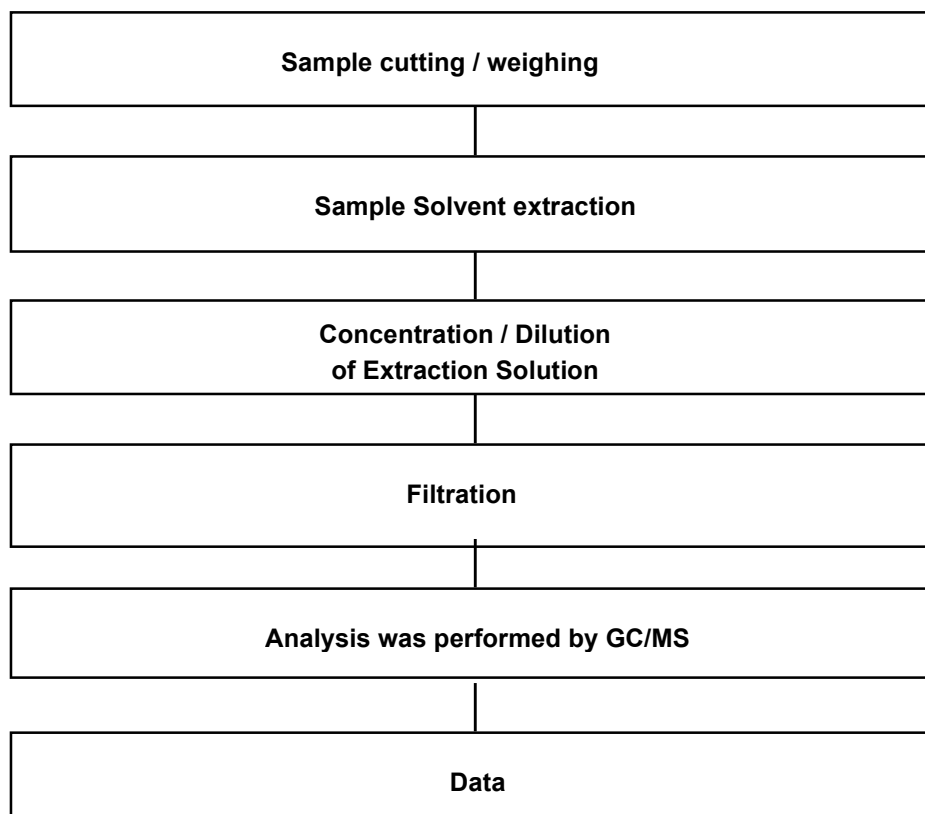 Sample cutting / weighing
Sample Solvent extraction
Concentration / Dilution
of Extraction Solution
Filtration
Analysis was performed by GC/MS
Data